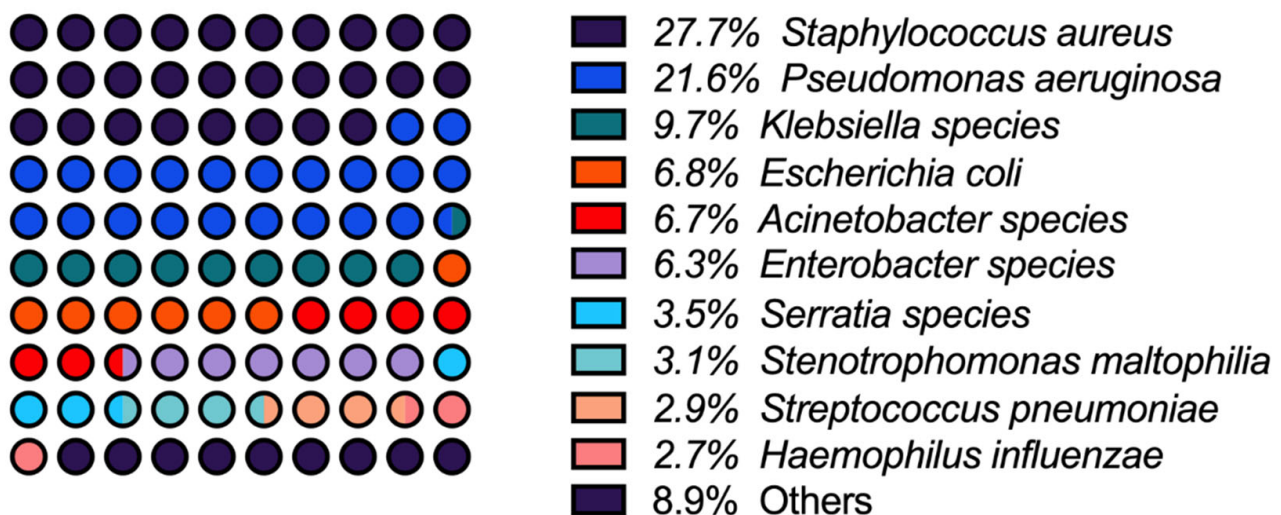 27.7% Staphylococcus aureus
21.6% Pseudomonas aeruginosa
9.7% Klebsiella species
6.8% Escherichia coli
6.7% Acinetobacter species
6.3% Enterobacter species
3.5% Serratia species
3.1% Stenotrophomonas maltophilia
2.9% Streptococcus pneumoniae
2.7% Haemophilus influenzae
8.9% Others